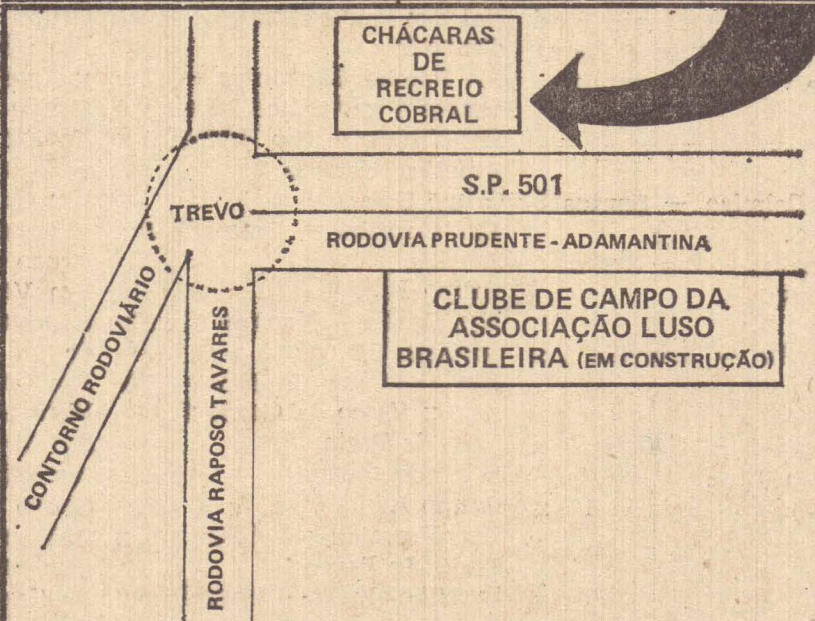 CHÁCARAS
DE
RECREIO
COBRAL
S.P. 501
TREVO
RODOVIA PRUDENTE - ADAMANTINA
CLUBE DE CAMPO DA
ASSOCIAÇÃO LUSO
BRASILEIRA (EM CONSTRUÇÃO)
CONTORNO RODOVIÁRIO
RODOVIA RAPOSO TAVARES